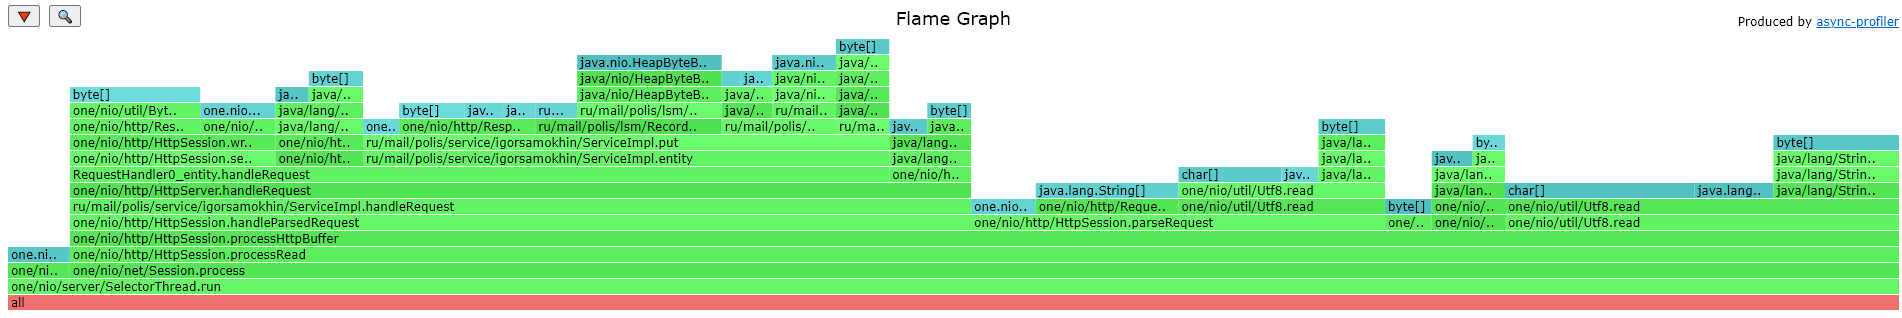 Flame Graph
Produced by async-profiler
byte[]
java.nio.HeapByteB.. java.ni.. java/..
byte[] java/nio/HeapByteB.. ja.. java/ni.. java/..
byte[] ja.. java/.. java/nio/HeapByteB.. java/.. java/ni.. java/..
one/nio/util/Byt.. one.nio... java/lang/.. byte[] jav.. ja.. ru... ru/mail/polis/lsm/.. java/.. ru/mail.. java/.. byte[]
one/nio/http/Res.. one/nio/.. java/lang/.. one.. one/nio/http/Resp.. ru/mail/polis/lsm/Record.. ru/mail/polis/.. ru/ma.. jav.. java.. byte[]
one/nio/http/HttpSession.wr.. one/nio/ht.. ru/mail/polis/service/igorsamokhin/ServiceImpl.put java/lang.. java/la.. by.. byte[]
one/nio/http/HttpSession.se.. one/nio/ht.. ru/mail/polis/service/igorsamokhin/ServiceImpl.entity java/lang.. java/la.. jav.. ja.. java/lang/Strin..
RequestHandler0_entity.handleRequest one/nio/h.. char[] jav.. java/la.. java/lan.. java/lang/Strin..
one/nio/http/HttpServer.handleRequest java.lang.String[] one/nio/util/Utf8.read java/lan.. char[] java.lang.. java/lang/Strin..
ru/mail/polis/service/igorsamokhin/ServiceImpl.handleRequest one.nio.. one/nio/http/Reque.. one/nio/util/Utf8.read byte[] one/nio/.. one/nio/util/Utf8.read
one/nio/http/HttpSession.handleParsedRequest one/nio/http/HttpSession.parseRequest one/.. one/nio/.. one/nio/util/Utf8.read
one/nio/http/HttpSession.processHttpBuffer
one.ni.. one/nio/http/HttpSession.processRead
one/ni.. one/nio/net/Session.process
one/nio/server/SelectorThread.run
all